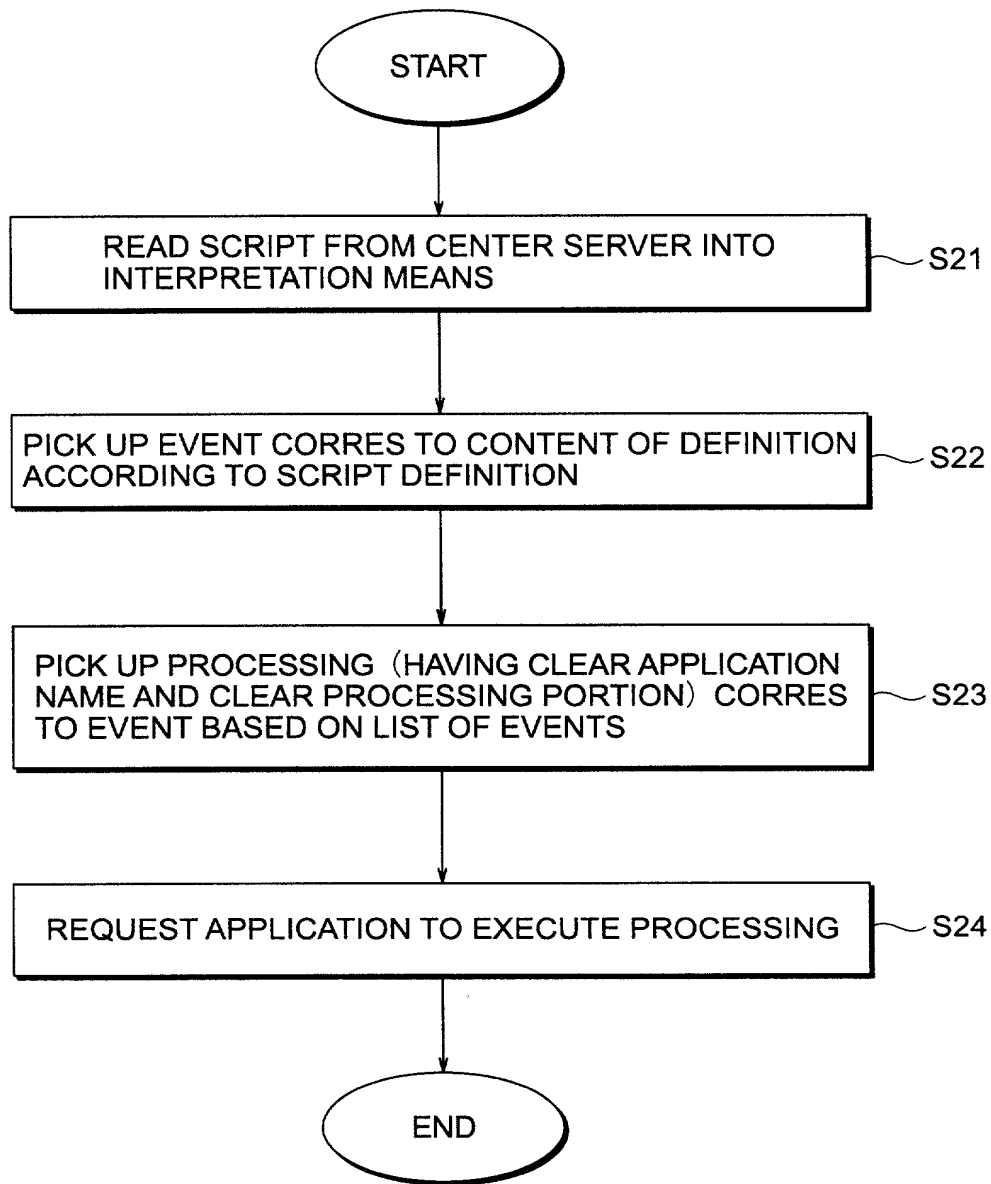 START
READ SCRIPT FROM CENTER SERVER INTO
INTERPRETATION MEANS
S21
PICK UP EVENT CORRES TO CONTENT OF DEFINITION
ACCORDING TO SCRIPT DEFINITION
S22
PICK UP PROCESSING (HAVING CLEAR APPLICATION
NAME AND CLEAR PROCESSING PORTION) CORRES
TO EVENT BASED ON LIST OF EVENTS
S23
REQUEST APPLICATION TO EXECUTE PROCESSING
S24
END